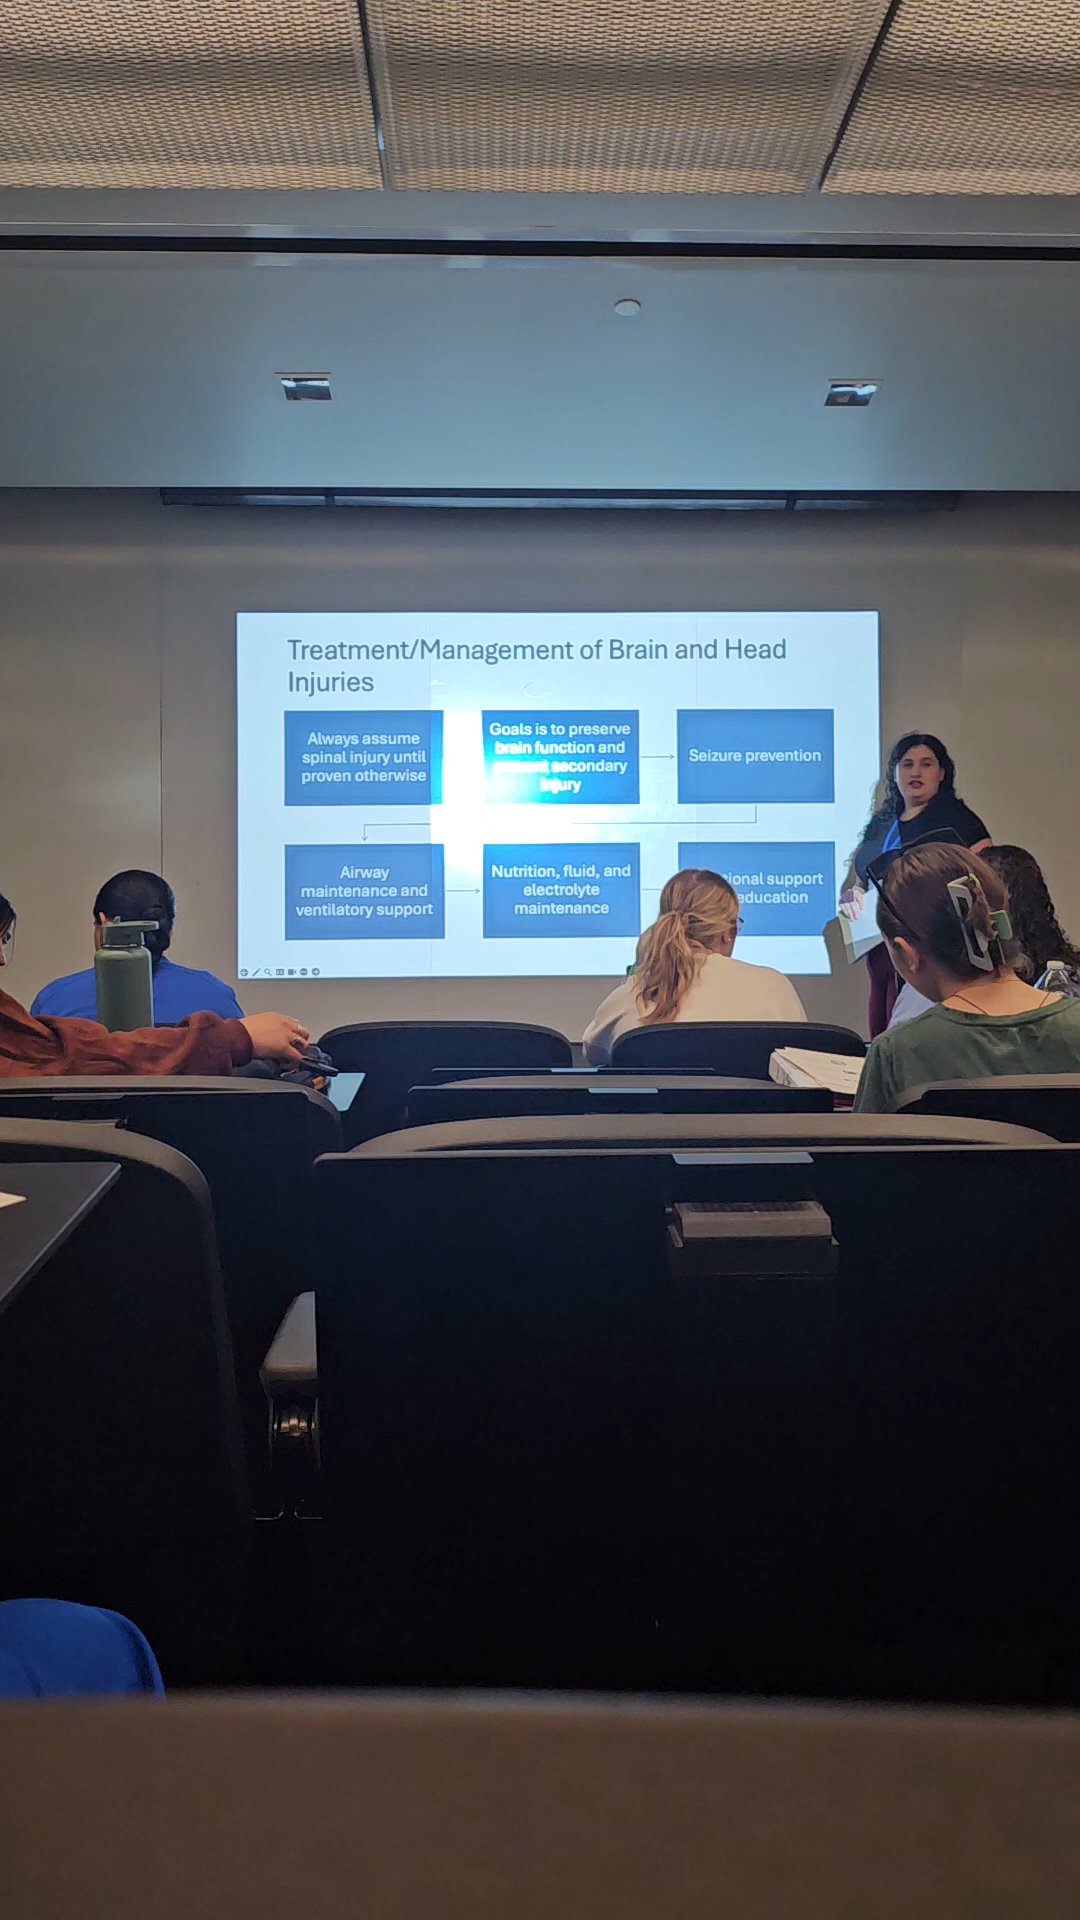 Treatment/Management of Brain and Head
Injuries
Always assume
spinal injury until
proven otherwise
Goals is to preserve
brain function and
prevent secondary
injury
Seizure prevention
Airway
maintenance and
ventilatory support
Nutrition, fluid, and
electrolyte
maintenance
support
education